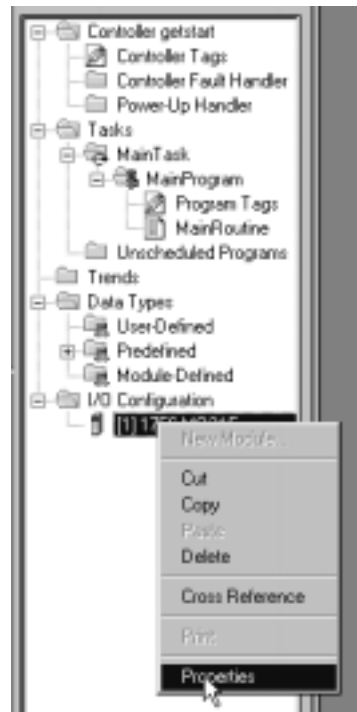 Controller getstart
Controller Tags
Controller Fault Handler
Power-Up Handler
Tasks
MainTask
MainProgram
Program Tags
MainRoutine
Unscheduled Programs
Trends
Data Types
User-Defined
Predefined
Module-Defined
I/O Configuration
[1]
New Module...
Cut
Copy
Paste
Delete
Cross Reference
Print
Properties